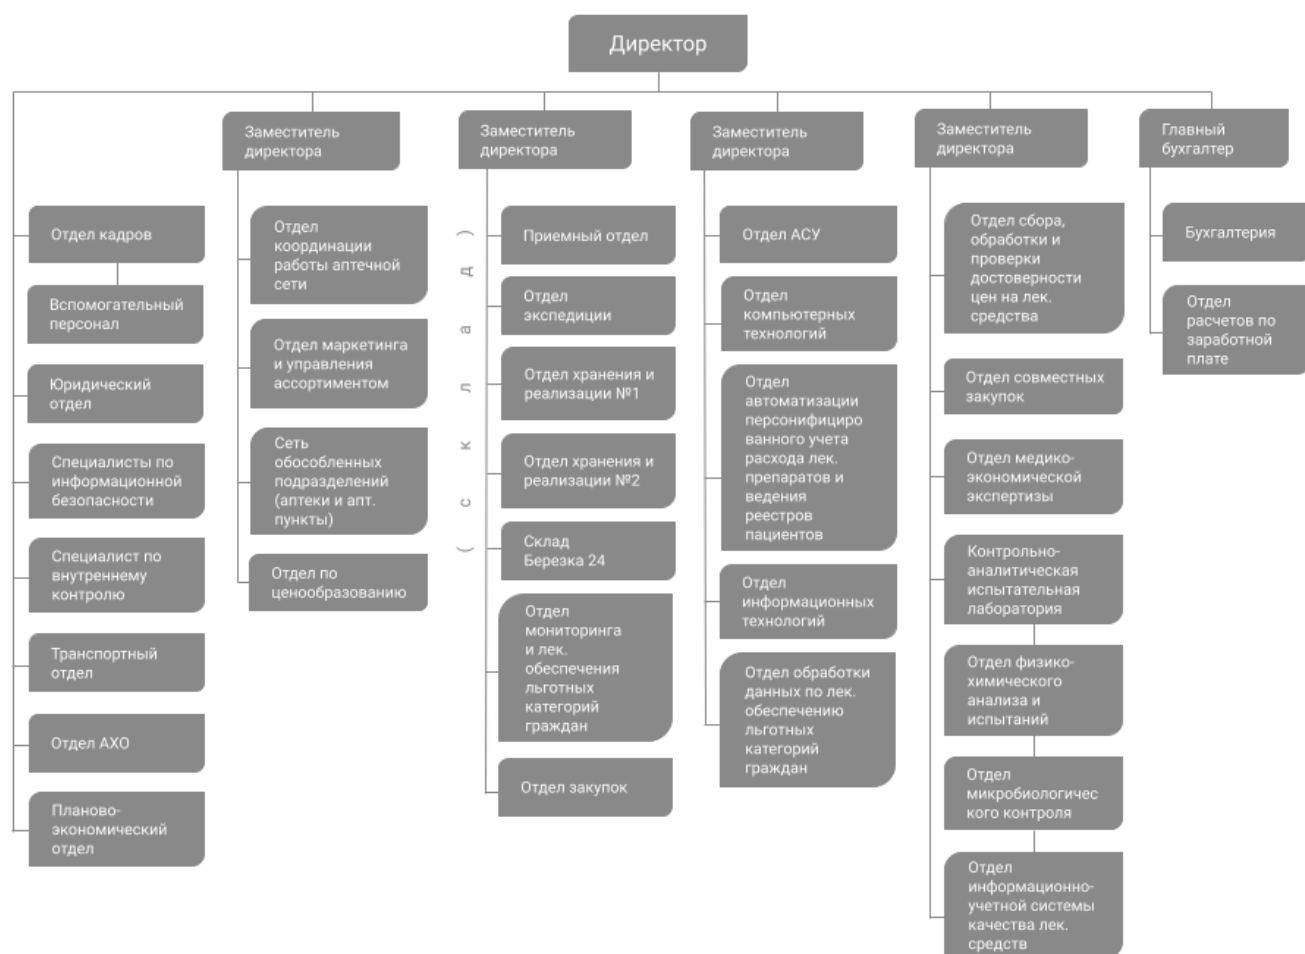 Директор
Отдел кадров
Вспомогательный
персонал
Юридический
отдел
Специалисты по
информационной
безопасности
Специалист по
внутреннему
контролю
Транспортный
отдел
Отдел АХО
Планово-
экономический
отдел
Заместитель
директора
Отдел
координации
работы аптечной
сети
Отдел маркетинга
и управления
ассортиментом
Сеть
обособленных
подразделений
(аптеки и апт.
пункты)
Отдел по
ценообразованию
Заместитель
директора
( с к л а д )
Приемный отдел
Отдел
экспедиции
Отдел хранения и
реализации №1
Отдел хранения и
реализации №2
Склад
Березка 24
Отдел
мониторинга
и лек.
обеспечения
льготных
категорий
граждан
Отдел закупок
Заместитель
директора
Отдел АСУ
Отдел
компьютерных
технологий
Отдел
автоматизации
персонифициро
ванного учета
расхода лек.
препаратов и
ведения
реестров
пациентов
Отдел
информационных
технологий
Отдел обработки
данных по лек.
обеспечению
льготных
категорий
граждан
Заместитель
директора
Отдел сбора,
обработки и
проверки
достоверности
цен на лек.
средства
Отдел совместных
закупок
Отдел медико-
экономической
экспертизы
Контрольно-
аналитическая
испытательная
лаборатория
Отдел физико-
химического
анализа и
испытаний
Отдел
микробиологичес
кого контроля
Отдел
информационно-
учетной системы
качества лек.
средств
Главный
бухгалтер
Бухгалтерия
Отдел
расчетов по
заработной
плате